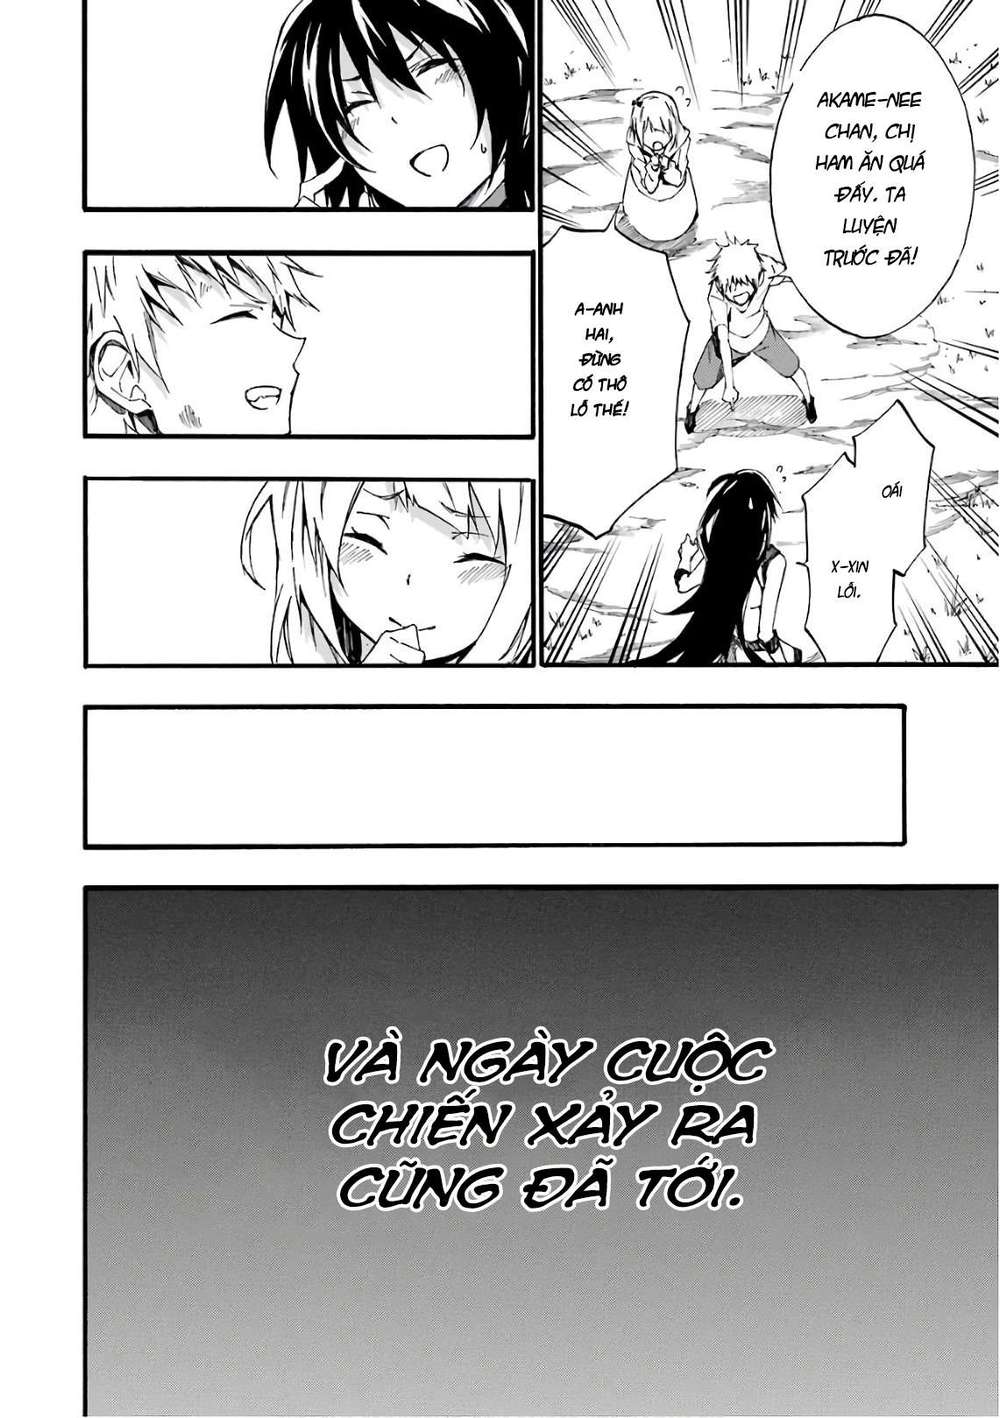 AKAME-NEE
CHAN, CHỊ
HAM ĂN QUÁ
ĐẤY. TA
LUYỆN
TRƯỚC ĐÃ!
A-ANH
HAI,
ĐỪNG
CÓ THÔ
LỖ THẾ!
OÁI
X-XIN
LỖI.
VÀ NGÀY CUỘC
CHIẾN XẢY RA
CŨNG ĐÃ TỚI.